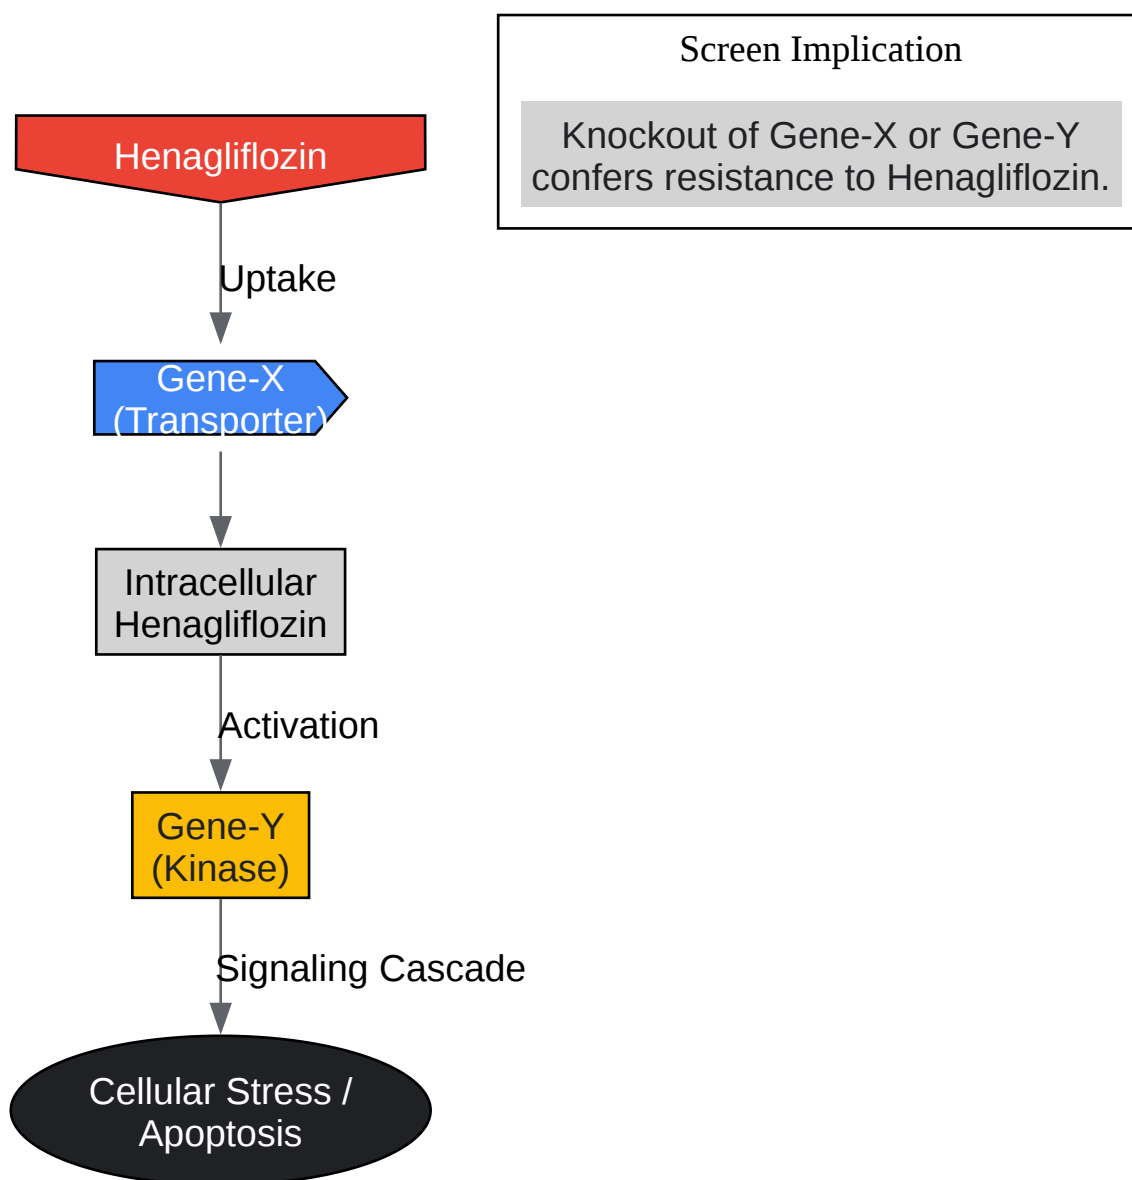 Screen Implication
Knockout of Gene-X or Gene-Y
confers resistance to Henagliflozin.
Henagliflozin
Uptake
Gene-X
(Transporter)
Intracellular
Henagliflozin
Activation
Gene-Y
(Kinase)
Signaling Cascade
Cellular Stress /
Apoptosis